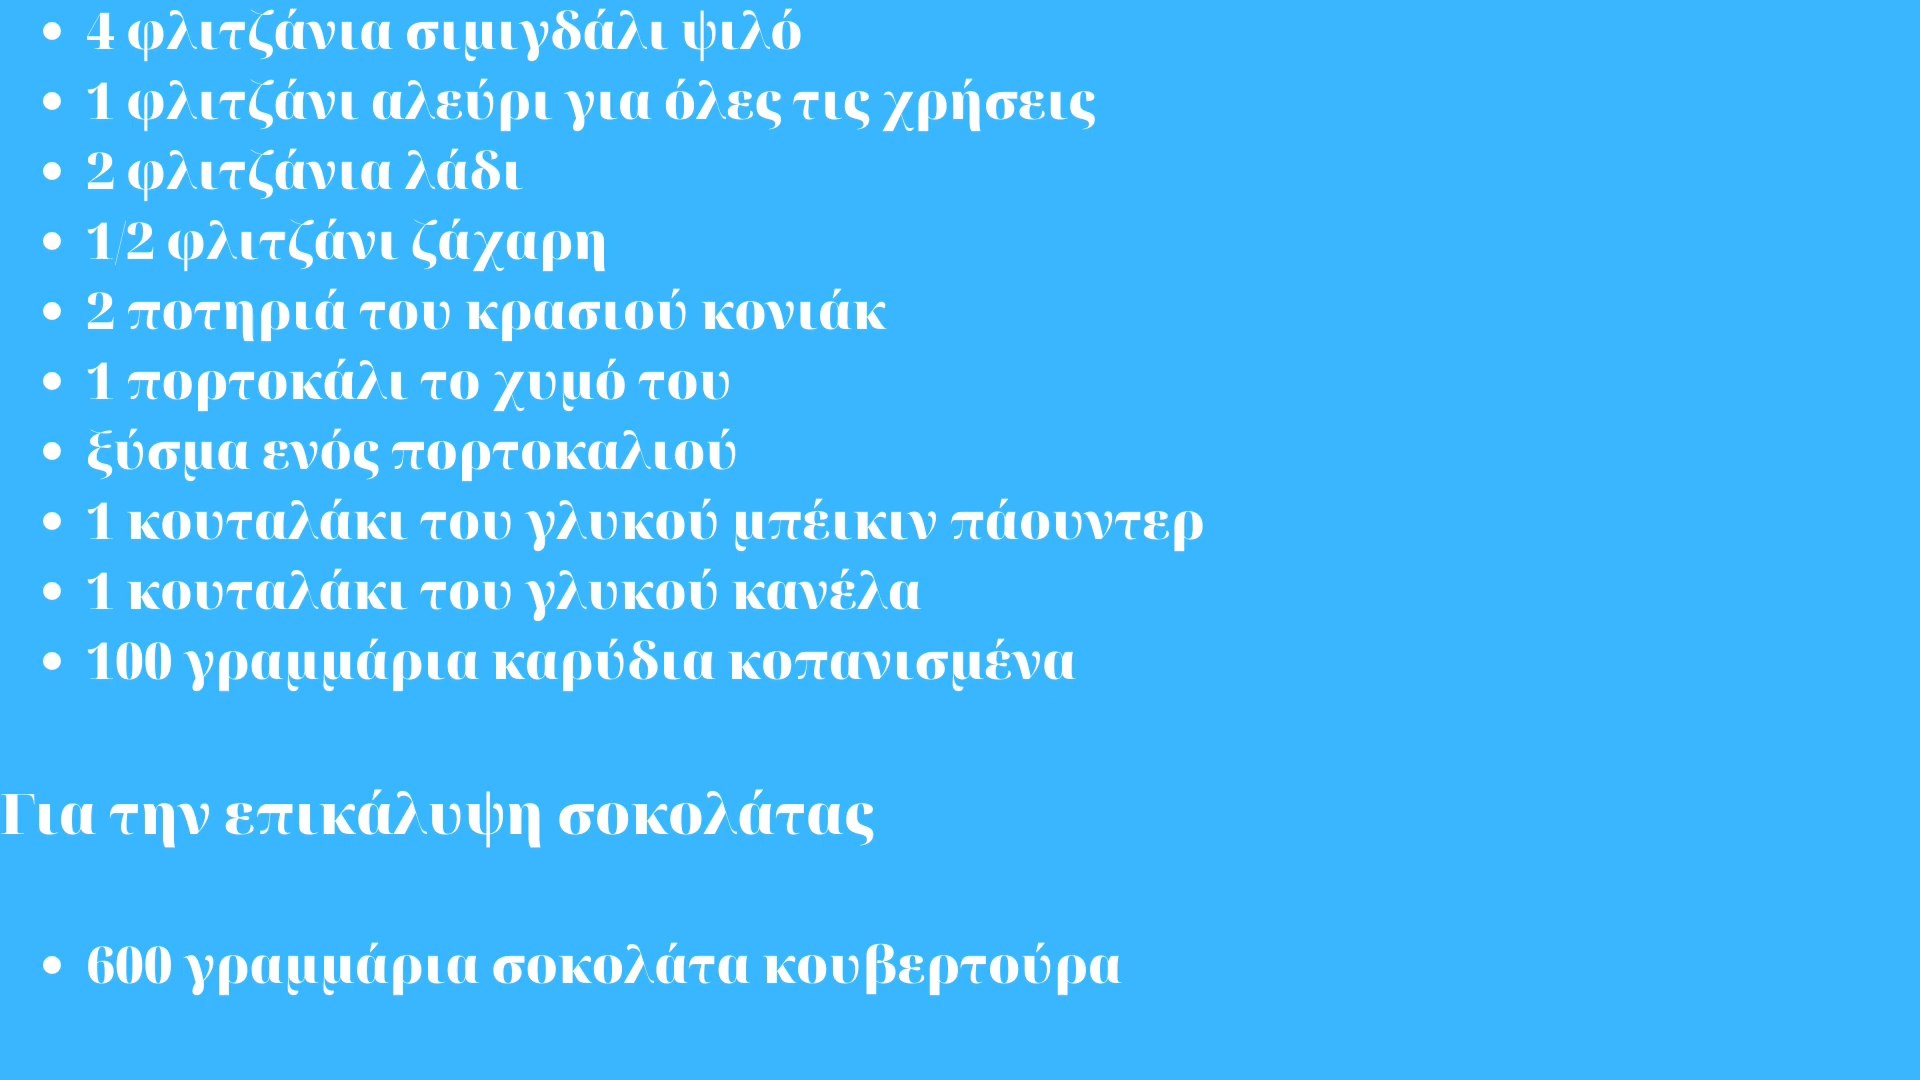 • 4 φλιτζάνια σιμιγδάλι ψιλό
• 1 φλιτζάνι αλεύρι για όλες τις χρήσεις
• 2 φλιτζάνια λάδι
• 1/2 φλιτζάνι ζάχαρη
• 2 ποτηριά του κρασιού κονιάκ
• 1 πορτοκάλι το χυμό του
• ξύσμα ενός πορτοκαλιού
• 1 κουταλάκι του γλυκού μπέικιν πάουντερ
• 1 κουταλάκι του γλυκού κανέλα
• 100 γραμμάρια καρύδια κοπανισμένα
Για την επικάλυψη σοκολάτας
• 600 γραμμάρια σοκολάτα κουβερτούρα